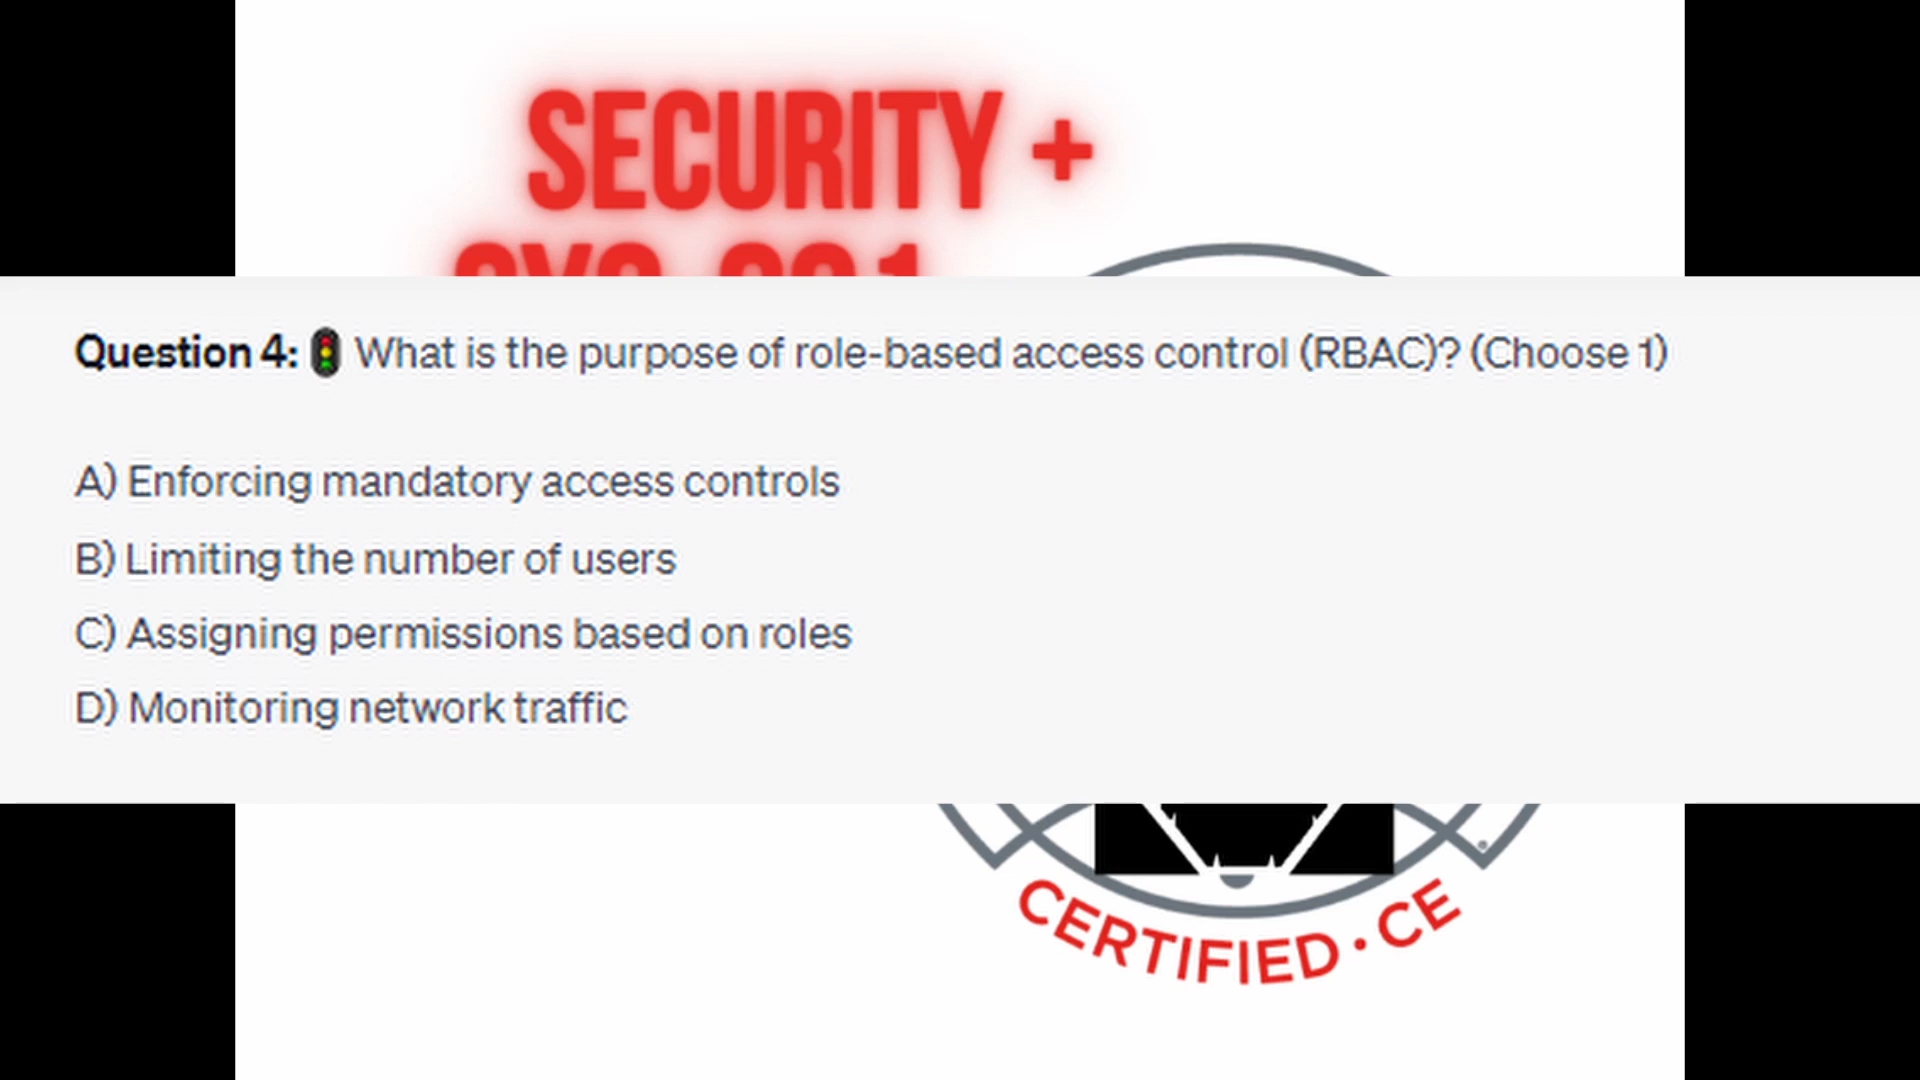 SECURITY +
Question 4: 🚦 What is the purpose of role-based access control (RBAC)? (Choose 1)
A) Enforcing mandatory access controls
B) Limiting the number of users
C) Assigning permissions based on roles
D) Monitoring network traffic
CERTIFIED • CE